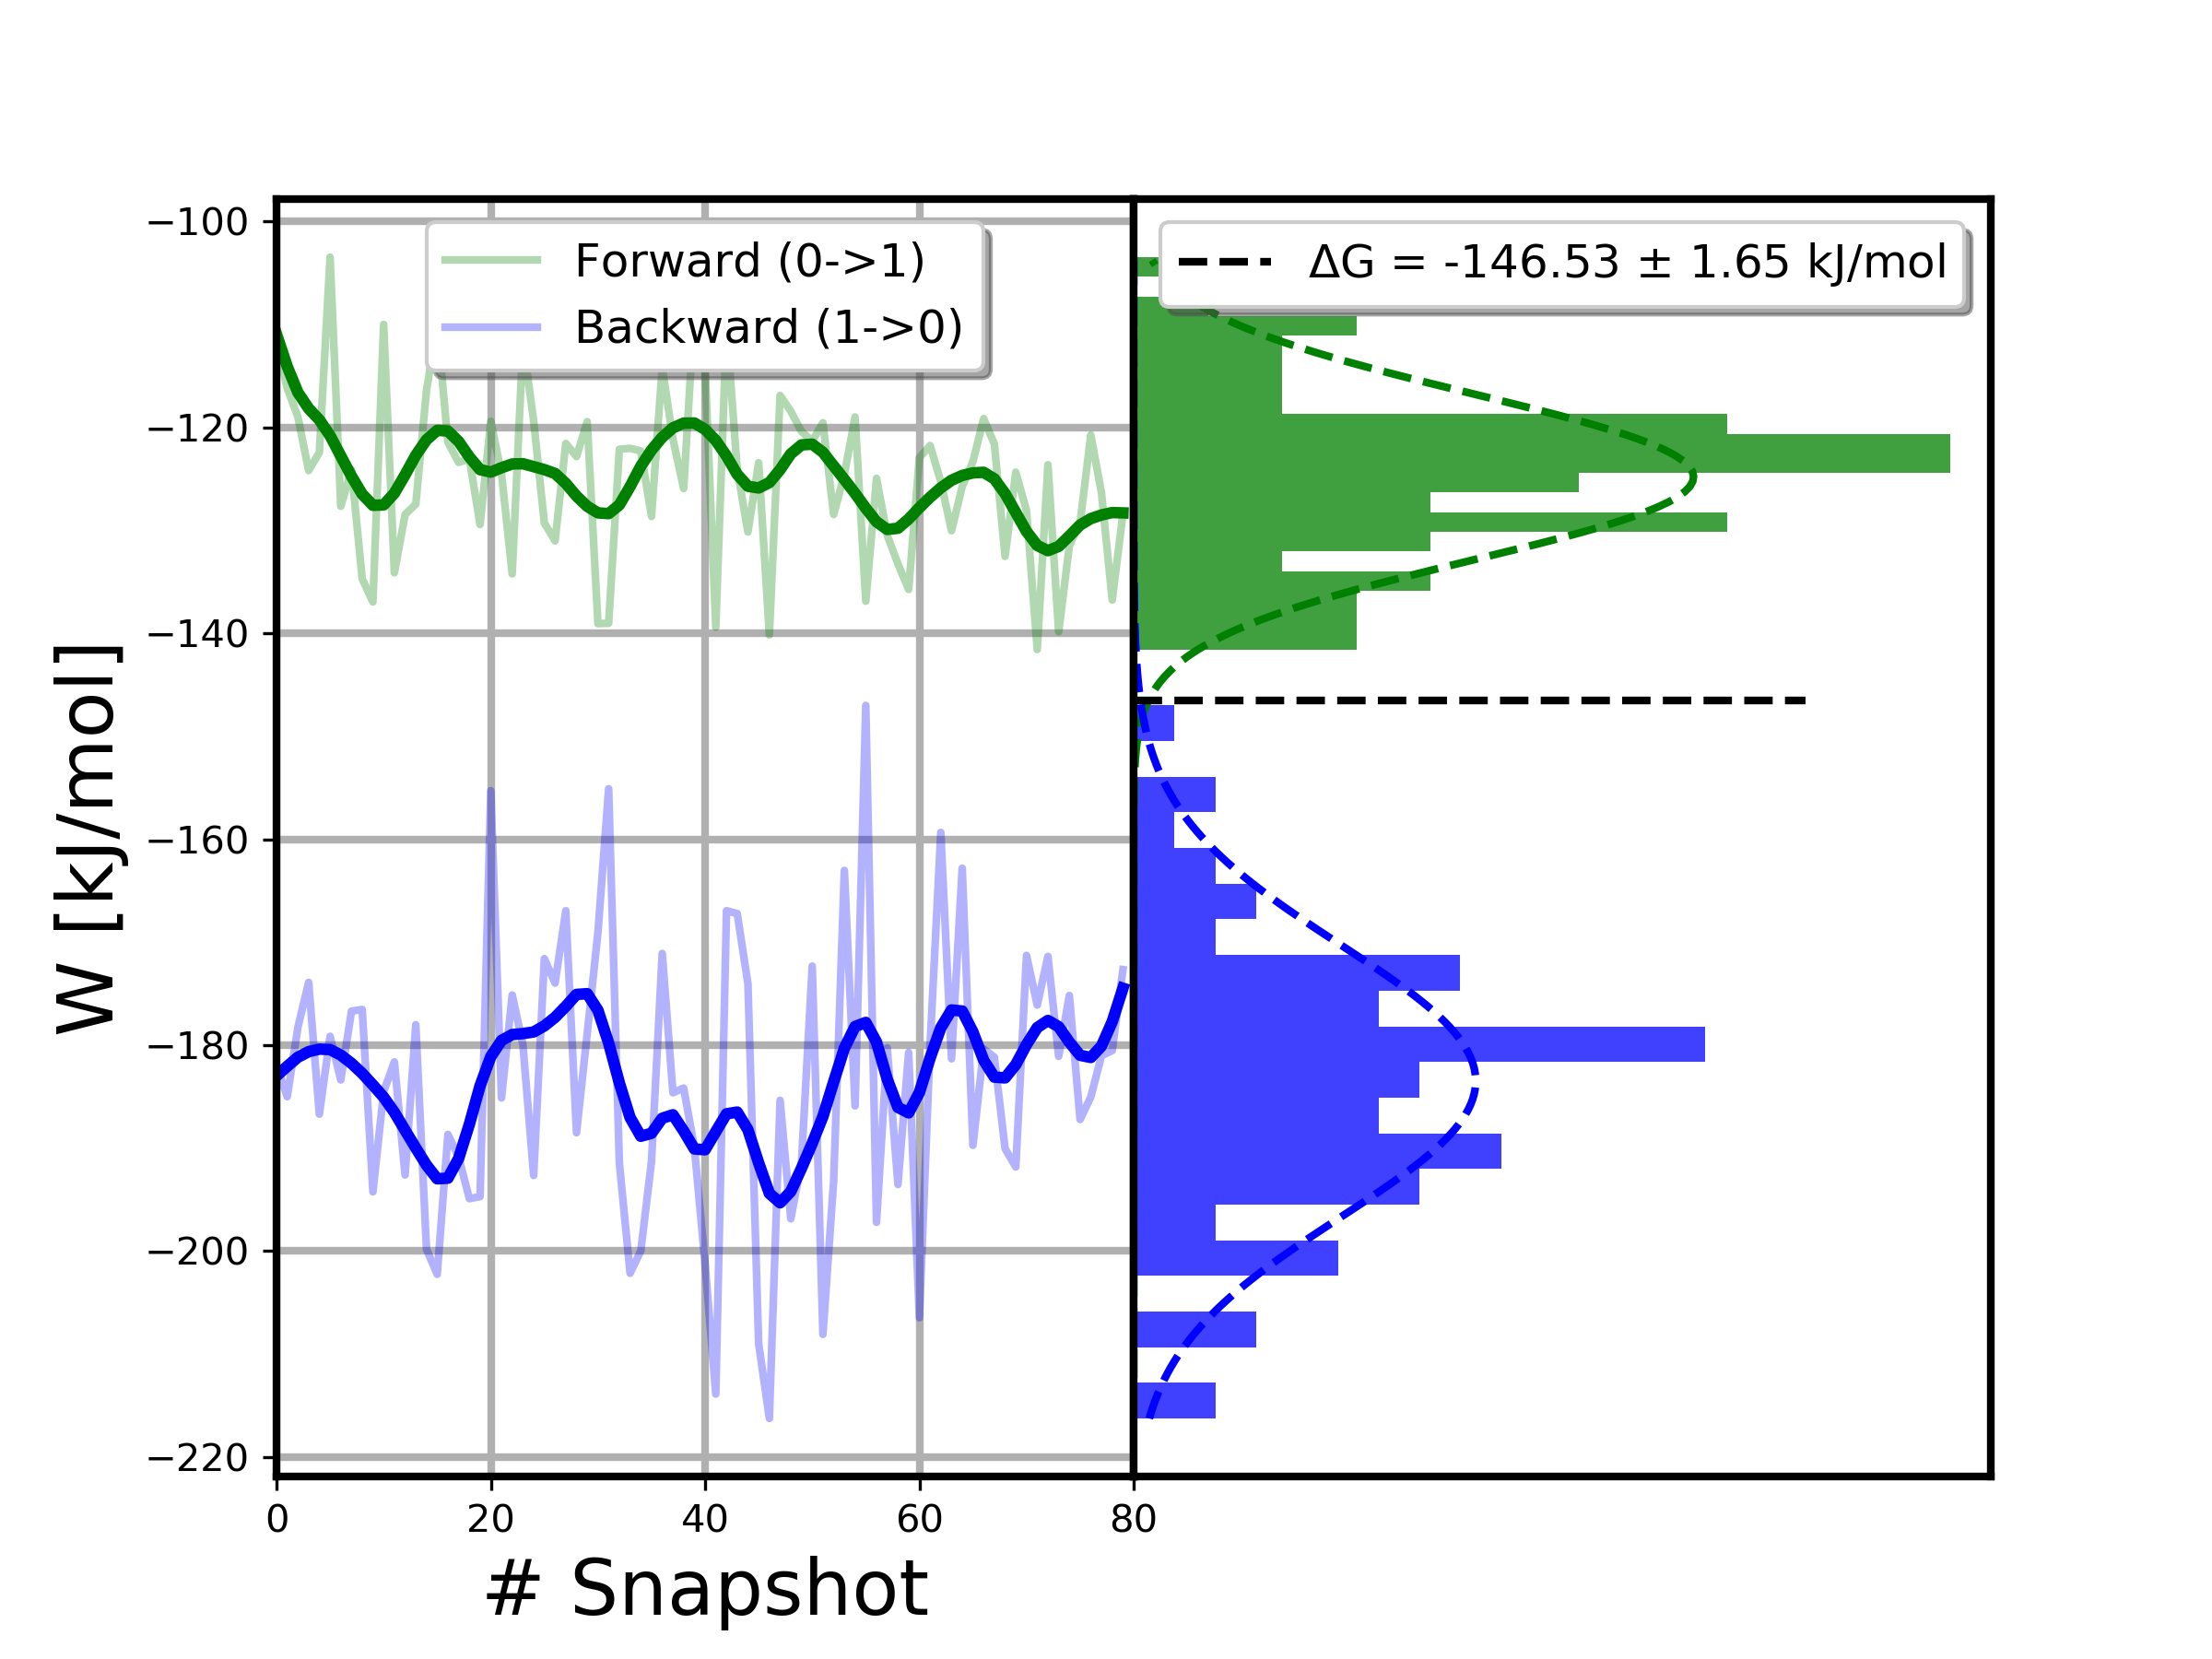 Forward (0->1)
Backward (1->0)
ΔG = -146.53 ± 1.65 kJ/mol
W [kJ/mol]
−100
−120
−140
−160
−180
−200
−220
0 20 40 60 80
# Snapshot